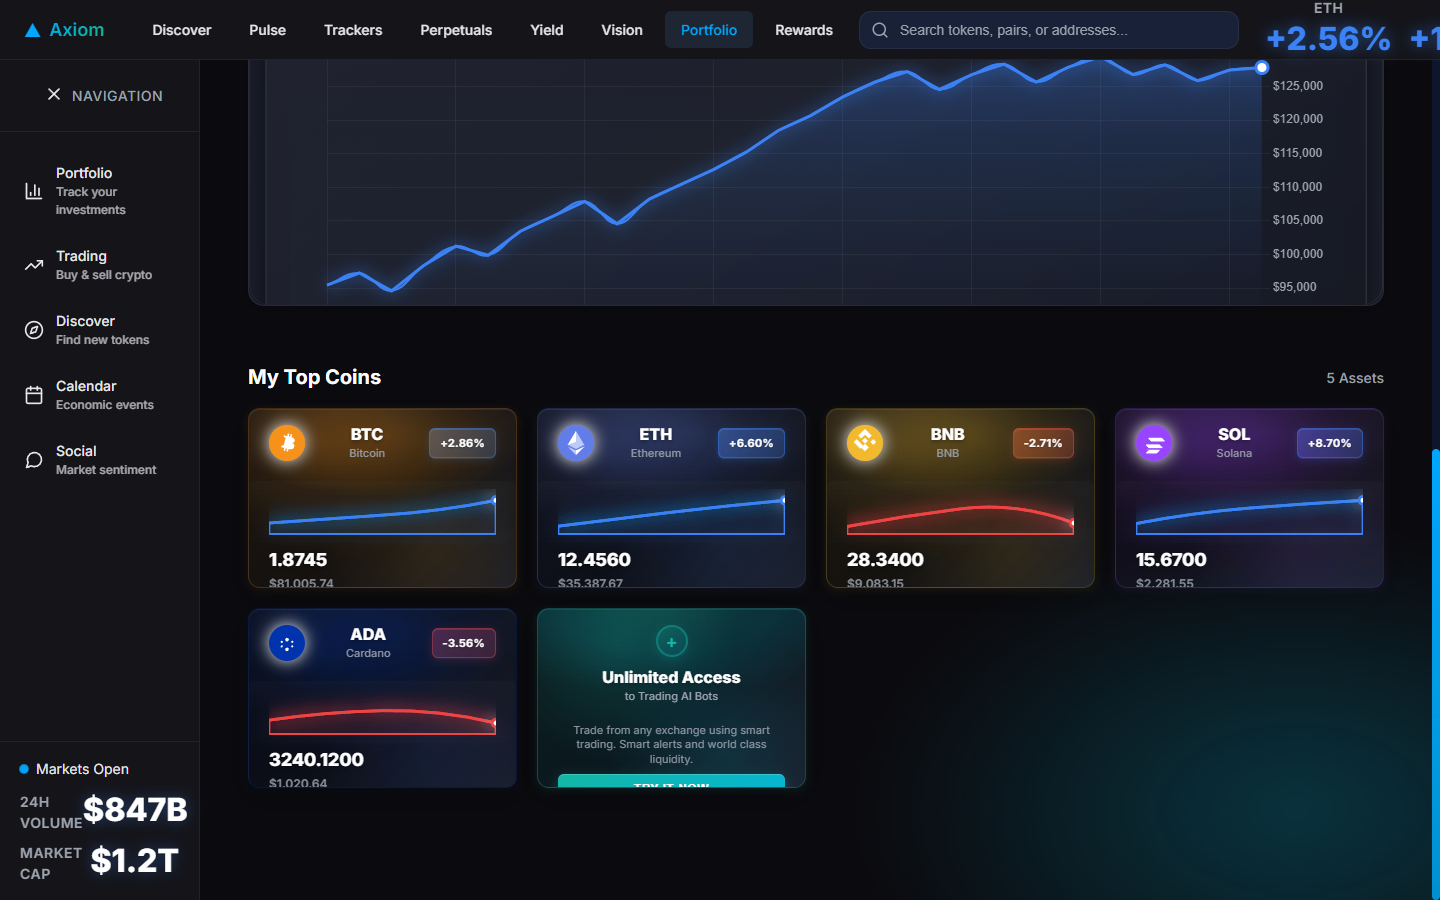 Axiom
Discover
Pulse
Trackers
Perpetuals
Yield
Vision
Portfolio
Rewards
Search tokens, pairs, or addresses...
ETH
+2.56%
+1
NAVIGATION
Portfolio
Track your
investments
Trading
Buy & sell crypto
Discover
Find new tokens
Calendar
Economic events
Social
Market sentiment
Markets Open
24H
VOLUME
$847B
MARKET
CAP
$1.2T
$125,000
$120,000
$115,000
$110,000
$105,000
$100,000
$95,000
My Top Coins
5 Assets
BTC
Bitcoin
+2.86%
1.8745
$81,005.74
ETH
Ethereum
+6.60%
12.4560
$35,387.67
BNB
BNB
-2.71%
28.3400
$9,083.15
SOL
Solana
+8.70%
15.6700
$2,281.55
ADA
Cardano
-3.56%
3240.1200
$1,020.64
Unlimited Access
to Trading AI Bots
Trade from any exchange using smart
trading. Smart alerts and world class
liquidity.
TRY IT NOW